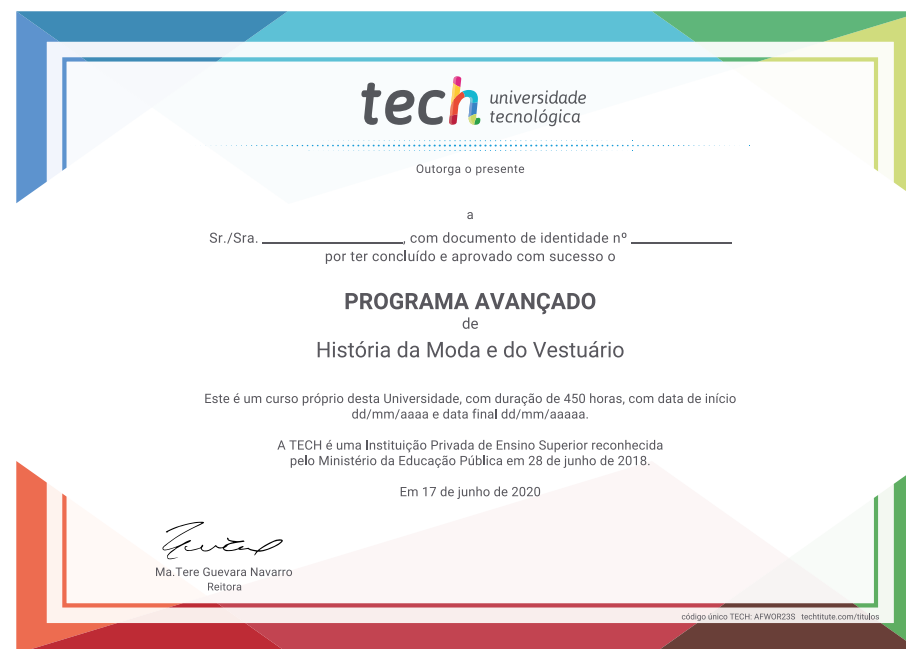 tech universidade
tecnológica
Outorga o presente
a
Sr./Sra. ________________, com documento de identidade nº ____________
por ter concluído e aprovado com sucesso o
PROGRAMA AVANÇADO
de
História da Moda e do Vestuário
Este é um curso próprio desta Universidade, com duração de 450 horas, com data de início
dd/mm/aaaa e data final dd/mm/aaaaa.
A TECH é uma Instituição Privada de Ensino Superior reconhecida
pelo Ministério da Educação Pública em 28 de junho de 2018.
Em 17 de junho de 2020
Ma.Tere Guevara Navarro
Reitora
código único TECH: AFWOR23S techtitute.com/titulos